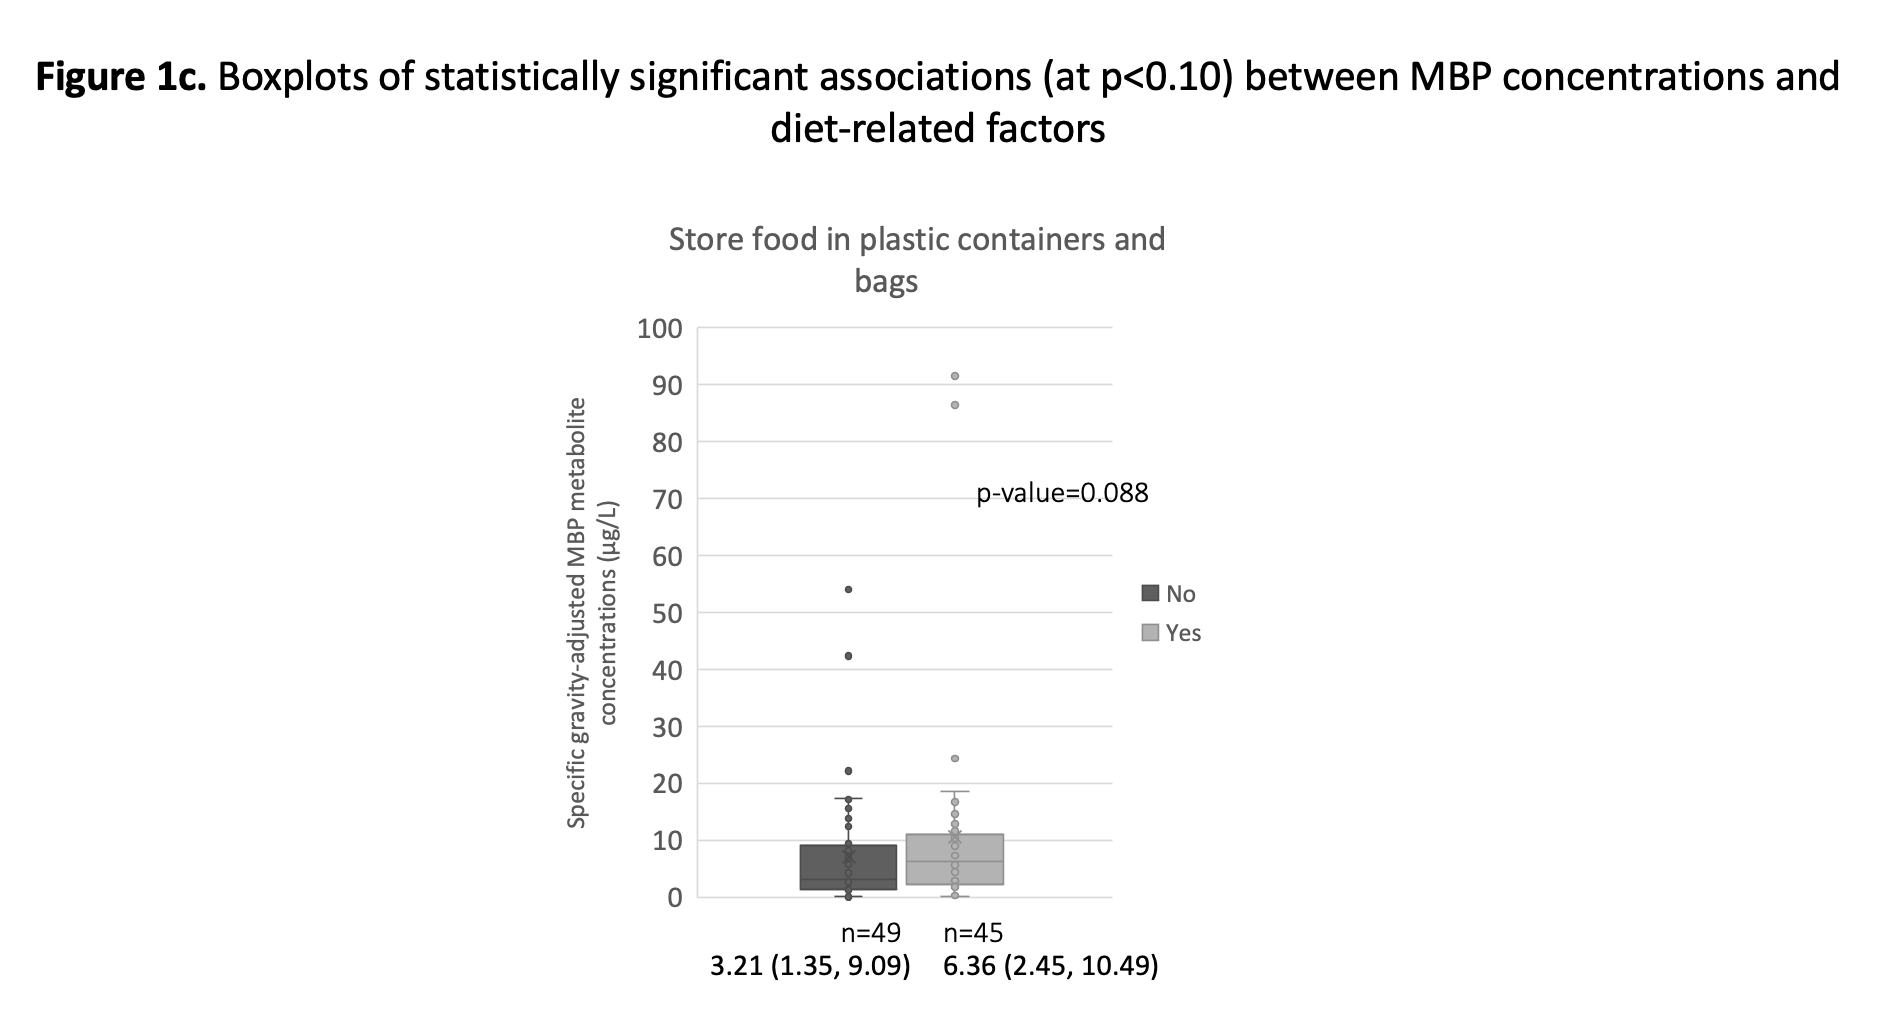 Figure 1c. Boxplots of statistically significant associations (at p<0.10) between MBP concentrations and
diet-related factors
Store food in plastic containers and
bags
Specific gravity-adjusted MBP metabolite
concentrations (µg/L)
100
90
80
70
60
50
40
30
20
10
0
p-value=0.088
No
Yes
n=49 n=45
3.21 (1.35, 9.09) 6.36 (2.45, 10.49)